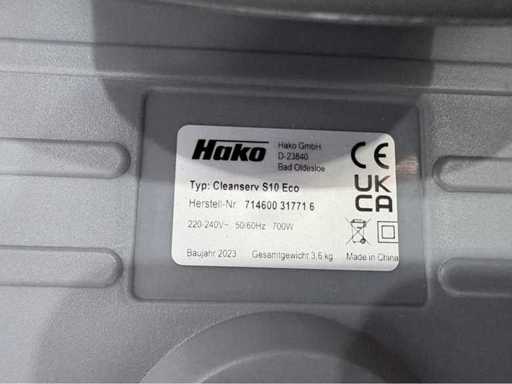 Hako
Hako GmbH
D-23840
Bad Oldesloe
CE
Typ: Cleanserv S10 Eco
Herstell-Nr. 714600 31771 6
UK
CA
220-240V~ 50/60Hz 700W
Baujahr 2023 Gesamtgewicht 3,6 kg Made in China